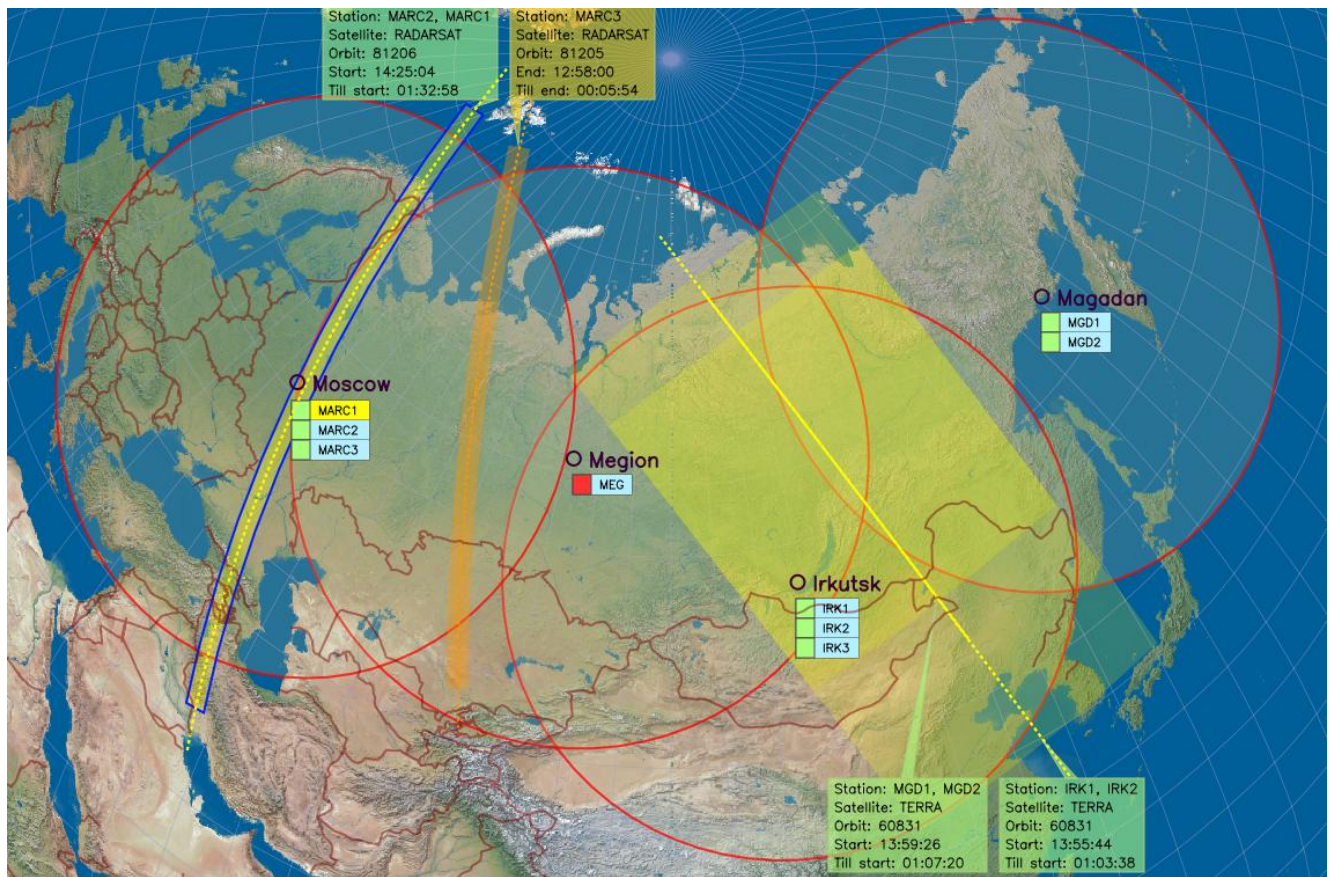 Station: MARC2, MARC1
Satellite: RADARSAT
Orbit: 81206
Start: 14:25:04
Till start: 01:32:58
Station: MARC3
Satellite: RADARSAT
Orbit: 81205
End: 12:58:00
Till end: 00:05:54
Magadan
MGD1
MGD2
Moscow
MARC1
MARC2
MARC3
Megion
MEG
Irkutsk
IRK1
IRK2
IRK3
Station: MGD1, MGD2
Satellite: TERRA
Orbit: 60831
Start: 13:59:26
Till start: 01:07:20
Station: IRK1, IRK2
Satellite: TERRA
Orbit: 60831
Start: 13:55:44
Till start: 01:03:38